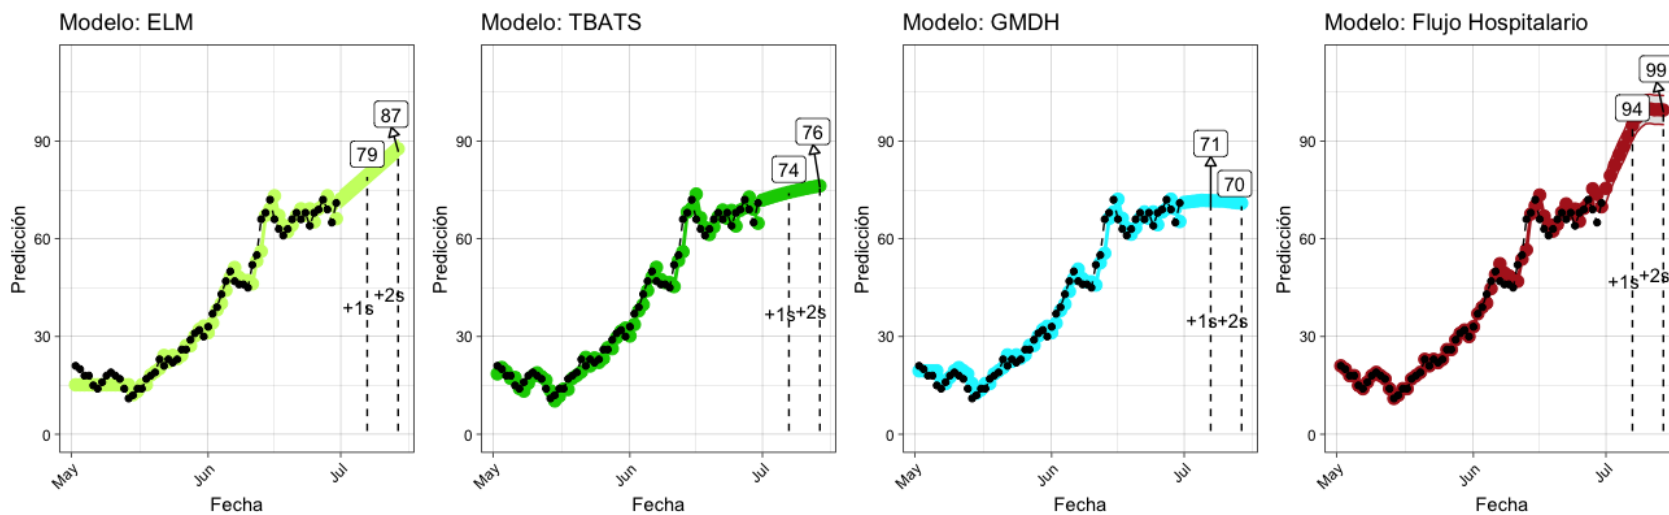 Modelo: ELM
Predicción
90
60
30
0
87
79
+1s
+2s
May
Jun
Jul
Fecha
Modelo: TBATS
Predicción
90
60
30
0
76
74
+1s
+2s
May
Jun
Jul
Fecha
Modelo: GMDH
Predicción
90
60
30
0
71
70
+1s
+2s
May
Jun
Jul
Fecha
Modelo: Flujo Hospitalario
Predicción
90
60
30
0
99
94
+1s
+2s
May
Jun
Jul
Fecha